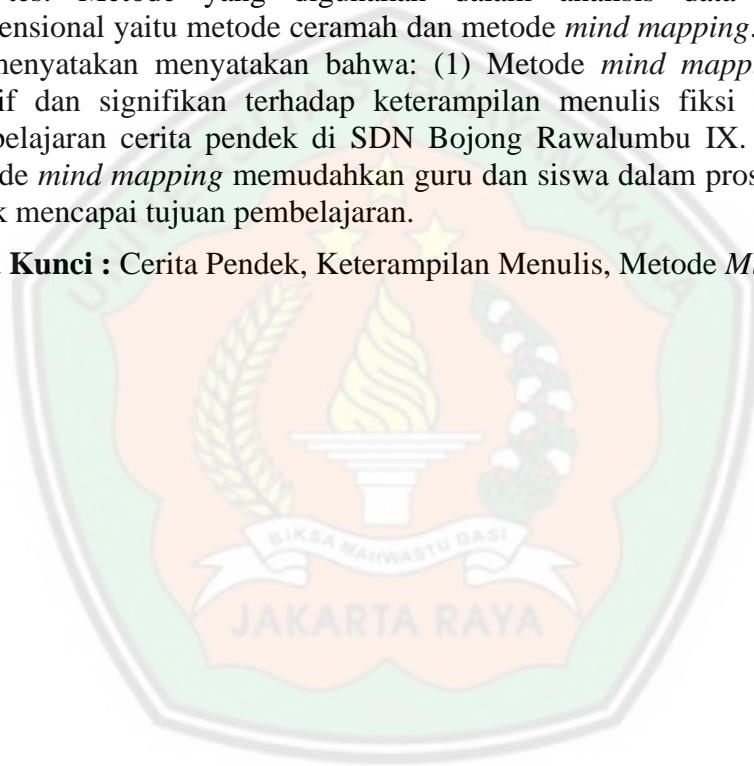 tes. Metode yang digunakan dalam analisis data
ensional yaitu metode ceramah dan metode mind mapping.
menyatakan menyatakan bahwa: (1) Metode mind mapp
if dan signifikan terhadap keterampilan menulis fiksi
belajaran cerita pendek di SDN Bojong Rawalumbu IX.
de mind mapping memudahkan guru dan siswa dalam pros
k mencapai tujuan pembelajaran.
Kunci : Cerita Pendek, Keterampilan Menulis, Metode M
BIKSA MAHWASTU DASI
JAKARTA RAYA